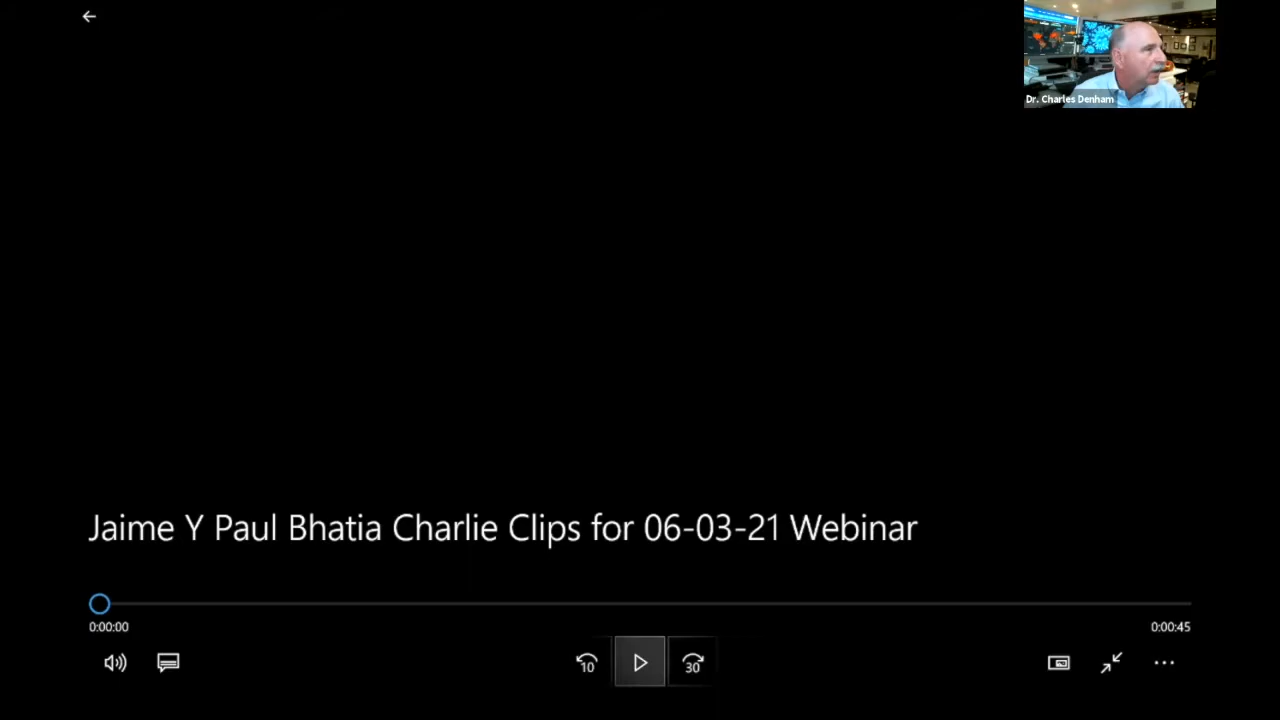 Dr. Charles Denham
Jaime Y Paul Bhatia Charlie Clips for 06-03-21 Webinar
0:00:00
0:00:45
10
30